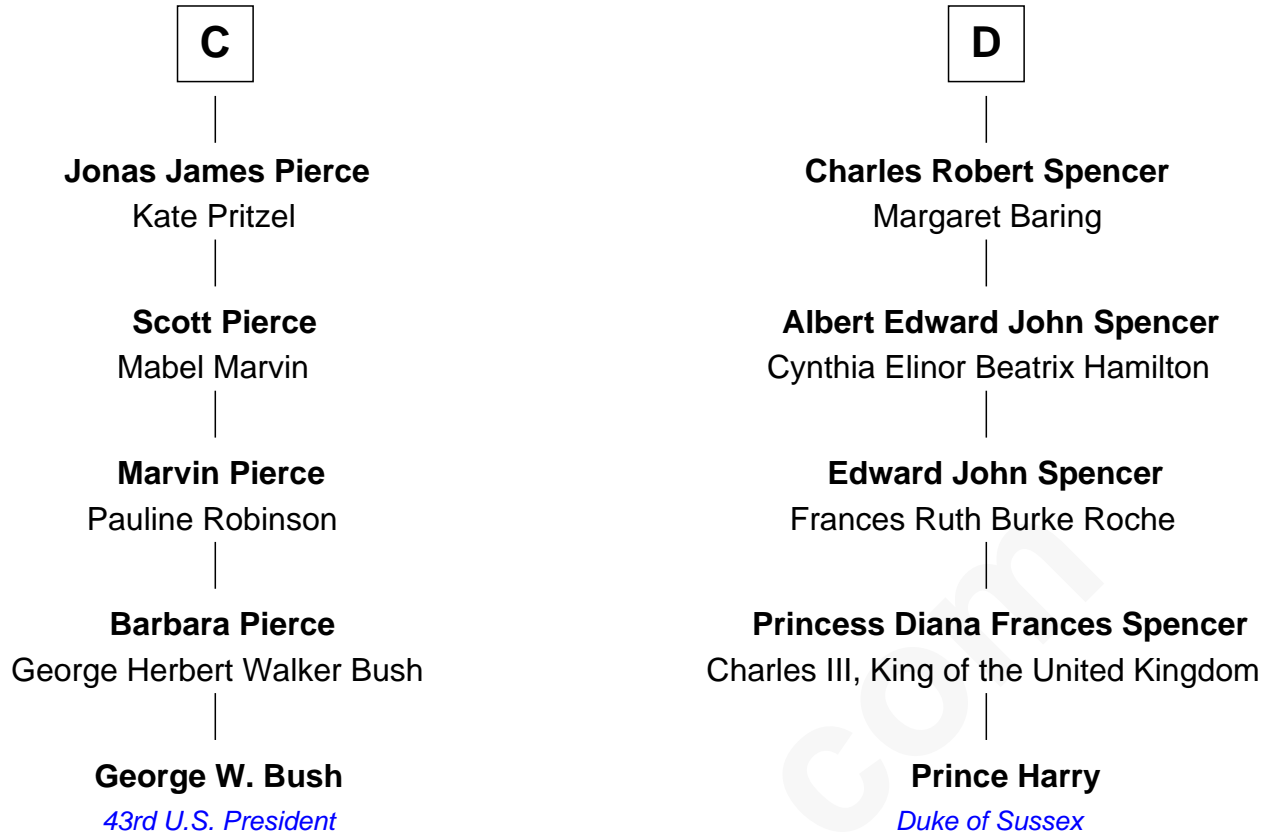 C
Jonas James Pierce
Kate Pritzel
Scott Pierce
Mabel Marvin
Marvin Pierce
Pauline Robinson
Barbara Pierce
George Herbert Walker Bush
George W. Bush
43rd U.S. President
D
Charles Robert Spencer
Margaret Baring
Albert Edward John Spencer
Cynthia Elinor Beatrix Hamilton
Edward John Spencer
Frances Ruth Burke Roche
Princess Diana Frances Spencer
Charles III, King of the United Kingdom
Prince Harry
Duke of Sussex
com